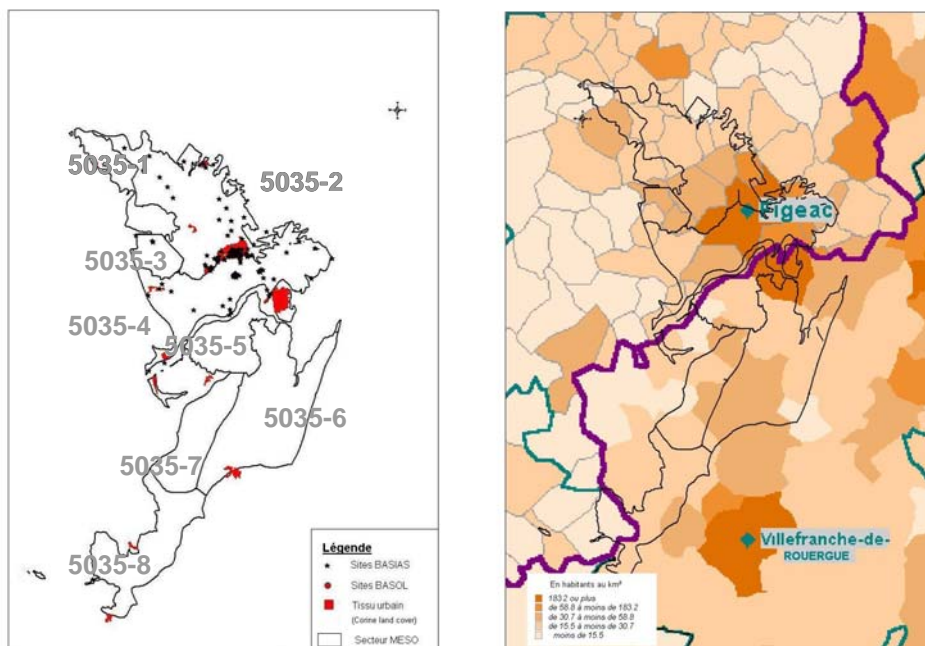 5035-1
5035-2
5035-3
5035-4
5035-5
5035-6
5035-7
5035-8
Légende
Sites BASIAS
Sites BASOL
Tissu urbain
(Corine land cover)
Secteur MESO
Figeac
Villefranche-de-
ROUERGUE
En habitants au km²
183.2 ou plus
de 58.8 à moins de 183.2
de 30.7 à moins de 58.8
de 15.5 à moins de 30.7
moins de 15.5